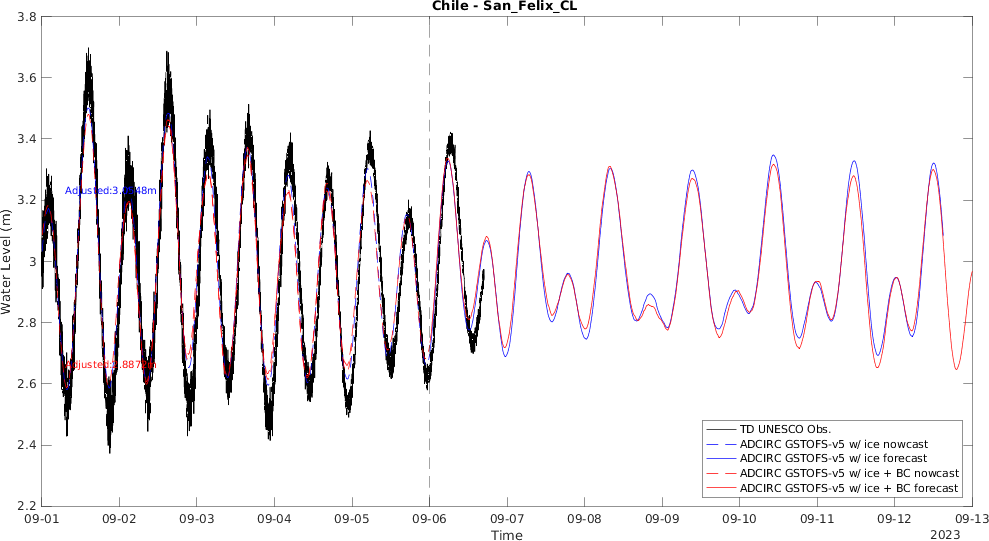 Chile - San_Felix_CL
Water Level (m)
3.8
3.6
3.4
3.2
3
2.8
2.6
2.4
2.2
09-01
09-02
09-03
09-04
09-05
09-06
09-07
09-08
09-09
09-10
09-11
09-12
09-13
Time
2023
TD UNESCO Obs.
ADCIRC GSTOFS-v5 w/ ice nowcast
ADCIRC GSTOFS-v5 w/ ice forecast
ADCIRC GSTOFS-v5 w/ ice + BC nowcast
ADCIRC GSTOFS-v5 w/ ice + BC forecast